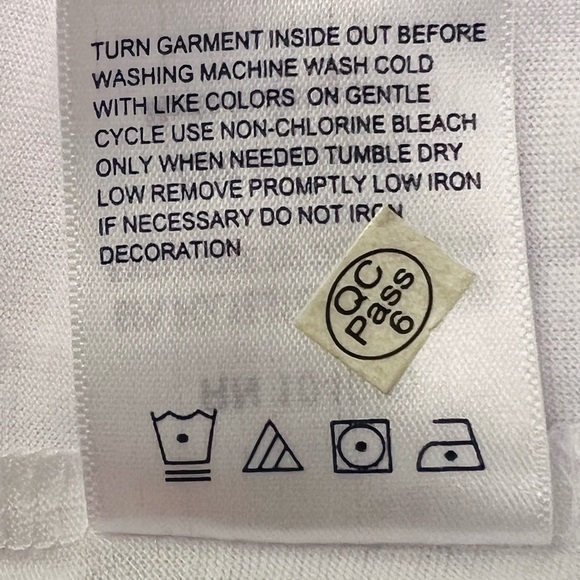 TURN GARMENT INSIDE OUT BEFORE
WASHING MACHINE WASH COLD
WITH LIKE COLORS ON GENTLE
CYCLE USE NON-CHLORINE BLEACH
ONLY WHEN NEEDED TUMBLE DRY
LOW REMOVE PROMPTLY LOW IRON
IF NECESSARY DO NOT IRON
DECORATION
QC
Pass
6